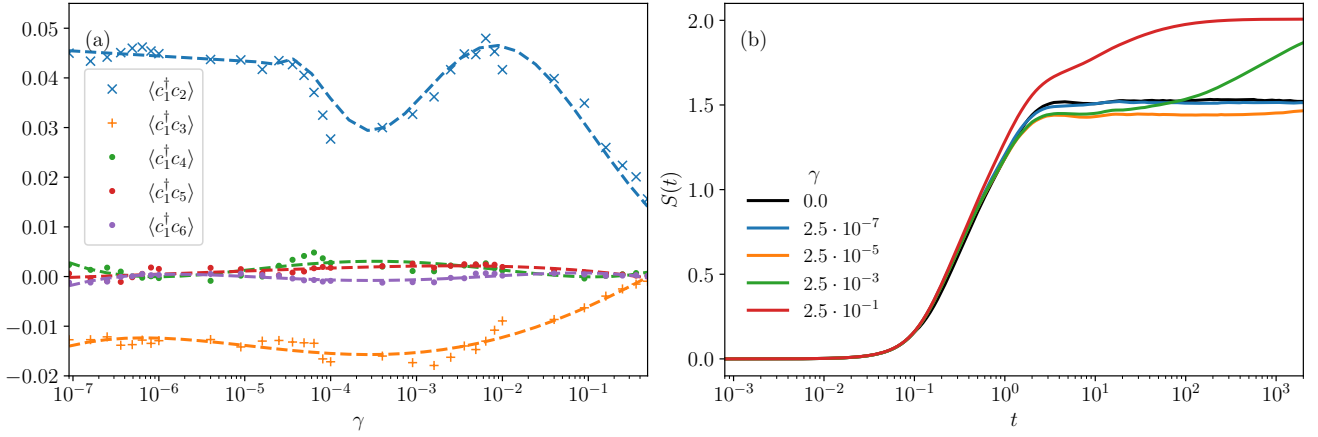 (a)
0.05
0.04
0.03
0.02
0.01
0.00
−0.01
−0.02
⟨c₁†c₂⟩
⟨c₁†c₃⟩
⟨c₁†c₄⟩
⟨c₁†c₅⟩
⟨c₁†c₆⟩
10⁻⁷ 10⁻⁶ 10⁻⁵ 10⁻⁴ 10⁻³ 10⁻² 10⁻¹
γ
(b)
S(t)
2.0
1.5
1.0
0.5
0.0
γ
0.0
2.5 · 10⁻⁷
2.5 · 10⁻⁵
2.5 · 10⁻³
2.5 · 10⁻¹
10⁻³ 10⁻² 10⁻¹ 10⁰ 10¹ 10² 10³
t